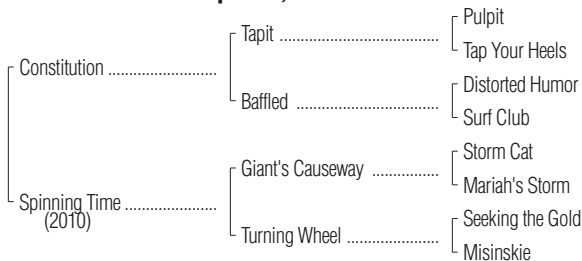 Pulpit
Tapit
Tap Your Heels
Constitution
Distorted Humor
Baffled
Surf Club
Storm Cat
Giant's Causeway
Mariah's Storm
Spinning Time
(2010)
Seeking the Gold
Turning Wheel
Misinskie